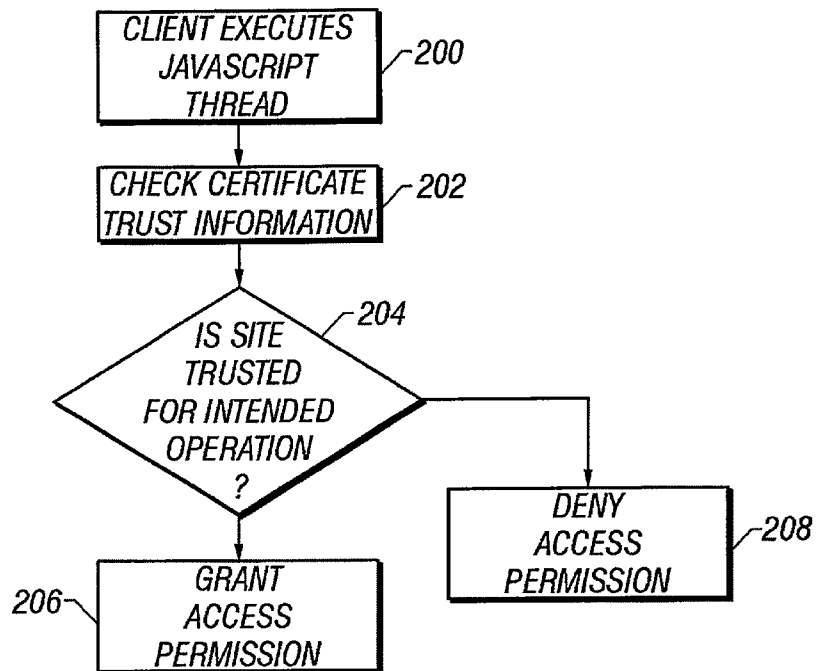 CLIENT EXECUTES
JAVASCRIPT
THREAD
200
CHECK CERTIFICATE
TRUST INFORMATION
202
204
IS SITE
TRUSTED
FOR INTENDED
OPERATION
?
206
GRANT
ACCESS
PERMISSION
DENY
ACCESS
PERMISSION
208